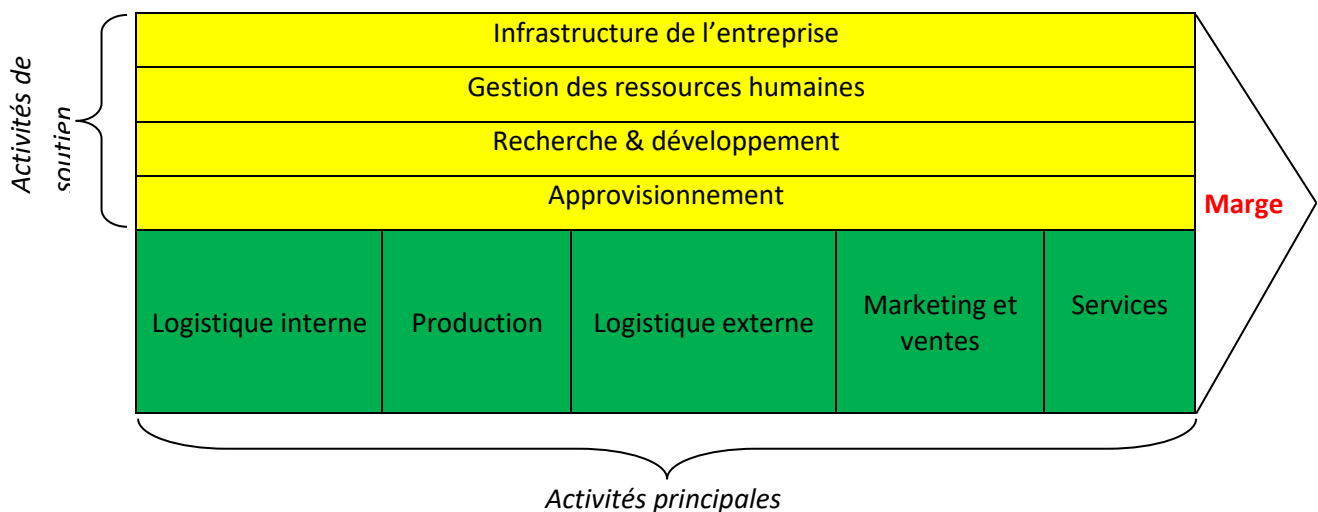 Activités de
soutien
Infrastructure de l’entreprise
Gestion des ressources humaines
Recherche & développement
Approvisionnement
Marge
Logistique interne
Production
Logistique externe
Marketing et
ventes
Services
Activités principales